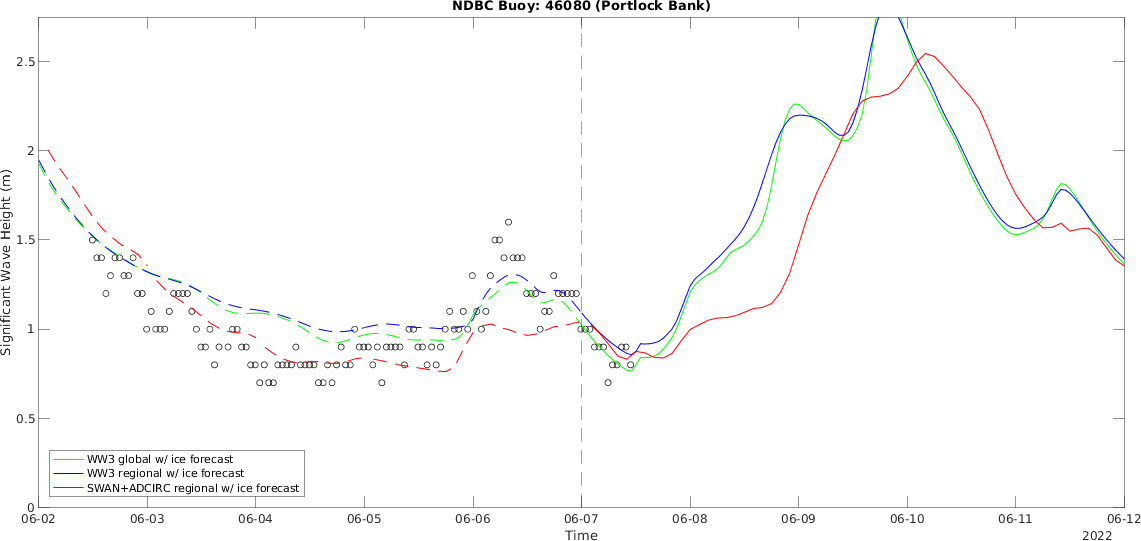 NDBC Buoy: 46080 (Portlock Bank)
Significant Wave Height (m)
2.5
2
1.5
1
0.5
0
WW3 global w/ ice forecast
WW3 regional w/ ice forecast
SWAN+ADCIRC regional w/ ice forecast
06-02 06-03 06-04 06-05 06-06 06-07 06-08 06-09 06-10 06-11 06-12
Time
2022